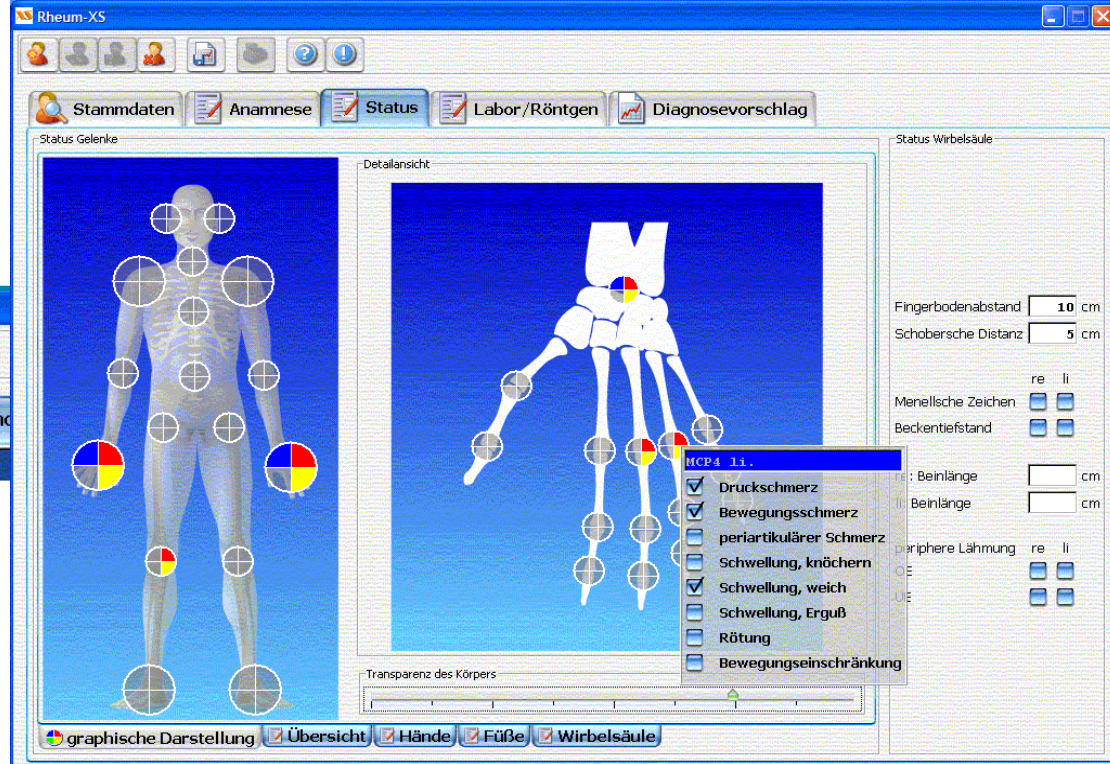 Rheum-XS
Stammdaten
Anamnese
Status
Labor/Röntgen
Diagnosevorschlag
Status Gelenke
Detailansicht
MCP4 li.
Druckschmerz
Bewegungsschmerz
periartikulärer Schmerz
Schwellung, knöchern
Schwellung, weich
Schwellung, Erguß
Rötung
Bewegungseinschränkung
Transparenz des Körpers
graphische Darstellung
Übersicht
Hände
Füße
Wirbelsäule
Status Wirbelsäule
Fingerbodenabstand 10 cm
Schobersche Distanz 5 cm
re li
Menellsche Zeichen
Beckentiefstand
re: Beinlänge cm
li: Beinlänge cm
periphere Lähmung re li
OE
UE